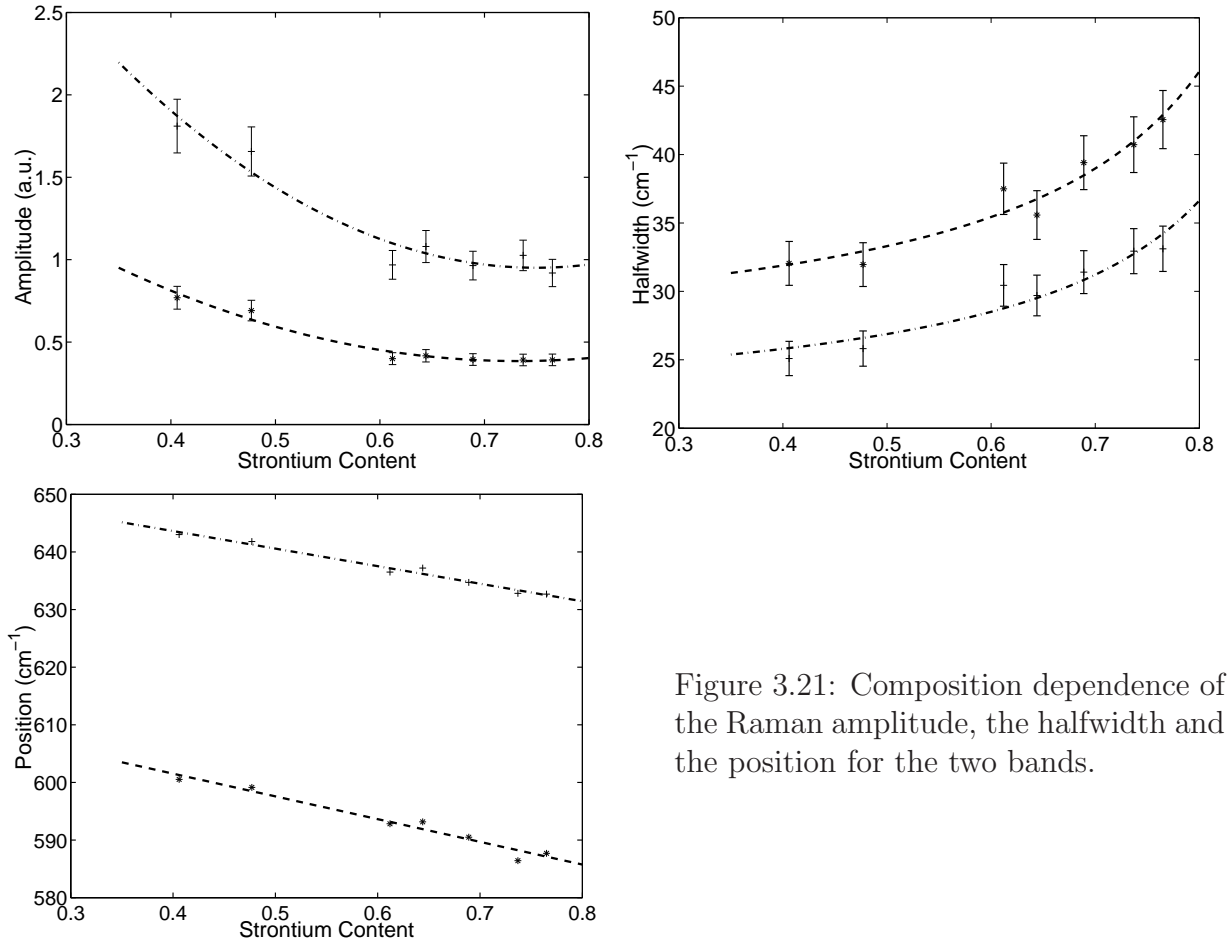 2.5
2
1.5
1
0.5
0
Amplitude (a.u.)
0.3 0.4 0.5 0.6 0.7 0.8
Strontium Content
50
45
40
35
30
25
20
Halfwidth (cm⁻¹)
0.3 0.4 0.5 0.6 0.7 0.8
Strontium Content
650
640
630
620
610
600
590
580
Position (cm⁻¹)
0.3 0.4 0.5 0.6 0.7 0.8
Strontium Content
Figure 3.21: Composition dependence of
the Raman amplitude, the halfwidth and
the position for the two bands.